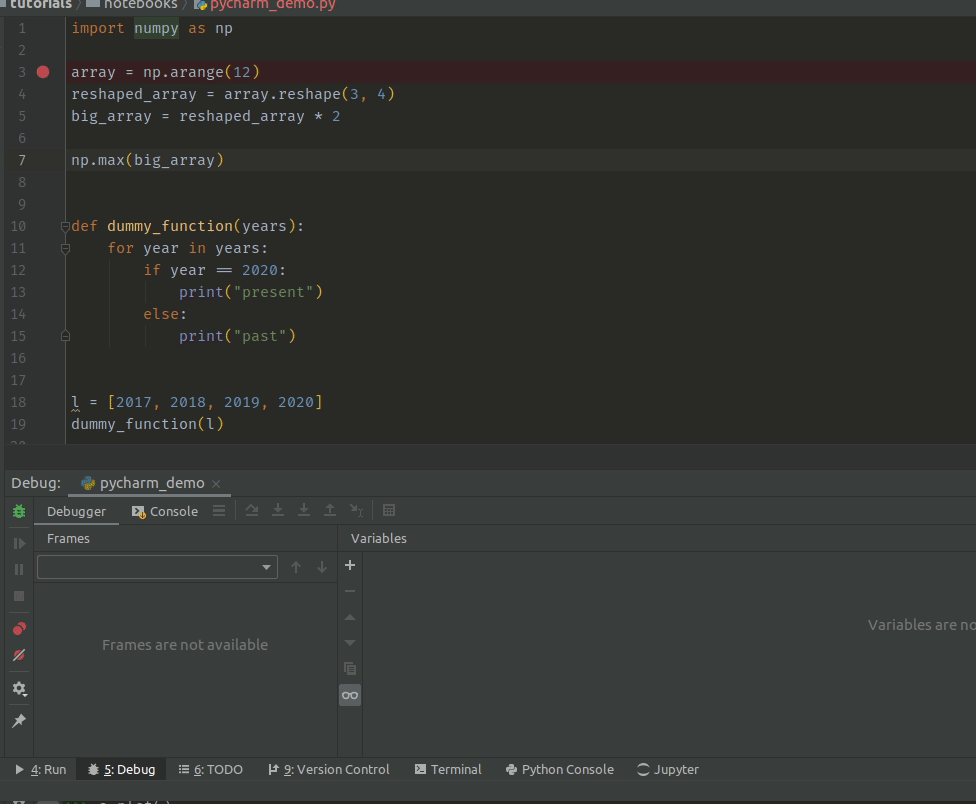 tutorials notebooks pycharm_demo.py
1 import numpy as np
2
3 array = np.arange(12)
4 reshaped_array = array.reshape(3, 4)
5 big_array = reshaped_array * 2
6
7 np.max(big_array)
8
9
10 def dummy_function(years):
11 for year in years:
12 if year == 2020:
13 print("present")
14 else:
15 print("past")
16
17
18 l = [2017, 2018, 2019, 2020]
19 dummy_function(l)
Debug: pycharm_demo
Debugger Console
Frames Variables
Frames are not available
Variables are no
4: Run 5: Debug 6: TODO 9: Version Control Terminal Python Console Jupyter